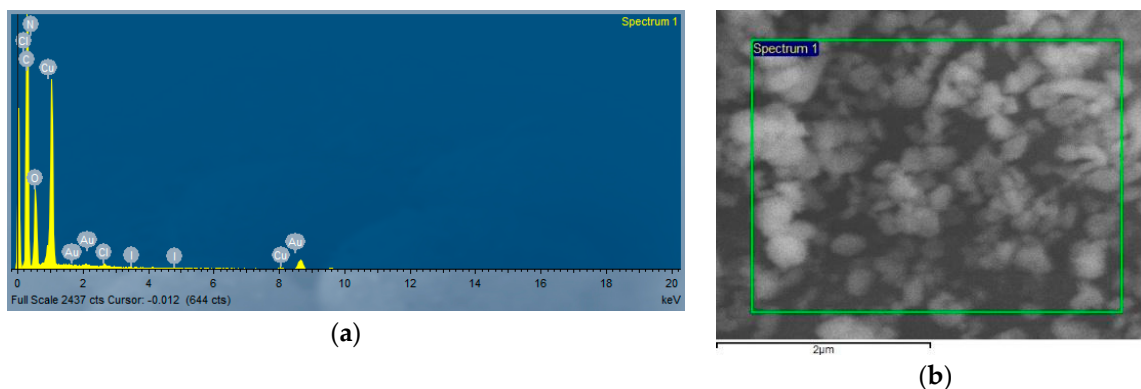 Spectrum 1
N
Cl
C
Cu
O
Au
Au
Cl
I
I
Cu
Au
0 2 4 6 8 10 12 14 16 18 20
Full Scale 2437 cts Cursor: -0.012 (644 cts) keV
(a)
Spectrum 1
2µm
(b)